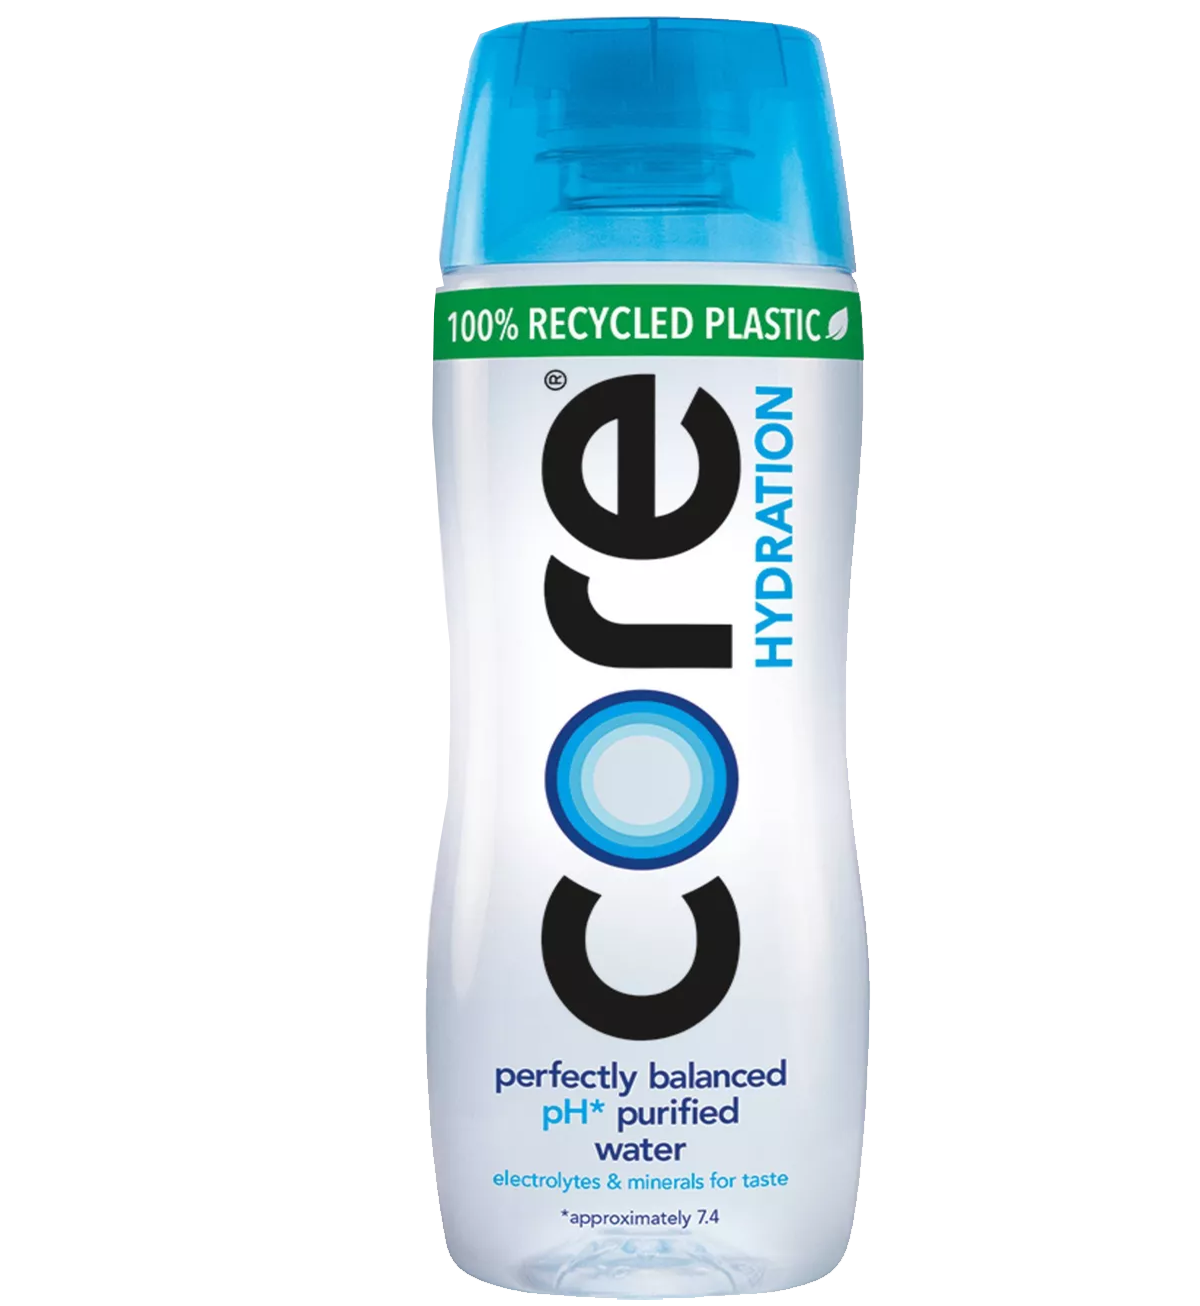 100% RECYCLED PLASTIC
core®
HYDRATION
perfectly balanced
pH* purified
water
electrolytes & minerals for taste
*approximately 7.4